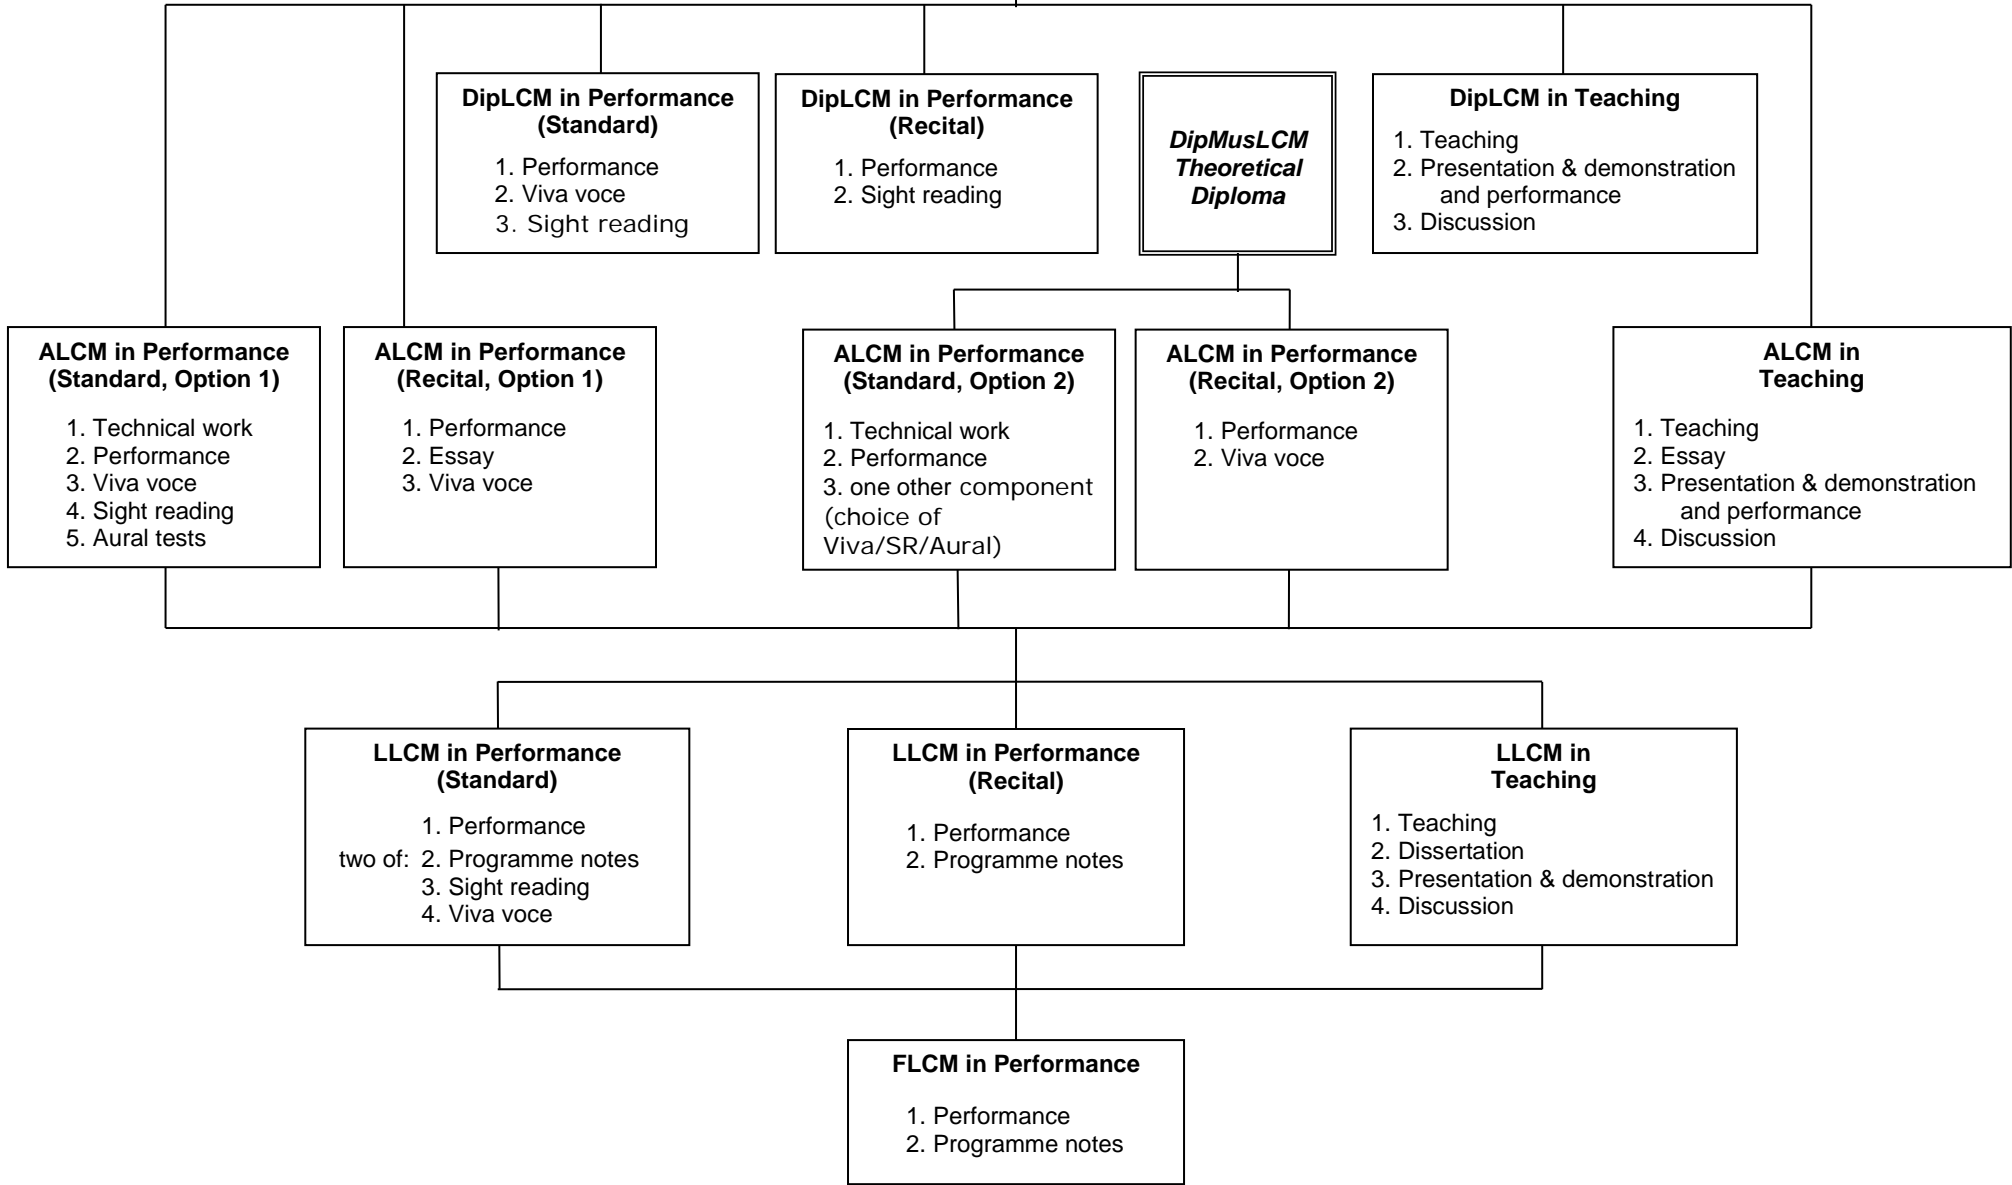 DipLCM in Performance
(Standard)
1. Performance
2. Viva voce
3. Sight reading
DipLCM in Performance
(Recital)
1. Performance
2. Sight reading
DipMusLCM
Theoretical
Diploma
DipLCM in Teaching
1. Teaching
2. Presentation & demonstration
and performance
3. Discussion
ALCM in Performance
(Standard, Option 1)
1. Technical work
2. Performance
3. Viva voce
4. Sight reading
5. Aural tests
ALCM in Performance
(Recital, Option 1)
1. Performance
2. Essay
3. Viva voce
ALCM in Performance
(Standard, Option 2)
1. Technical work
2. Performance
3. one other component
(choice of
Viva/SR/Aural)
ALCM in Performance
(Recital, Option 2)
1. Performance
2. Viva voce
ALCM in
Teaching
1. Teaching
2. Essay
3. Presentation & demonstration
and performance
4. Discussion
LLCM in Performance
(Standard)
1. Performance
two of: 2. Programme notes
3. Sight reading
4. Viva voce
LLCM in Performance
(Recital)
1. Performance
2. Programme notes
LLCM in
Teaching
1. Teaching
2. Dissertation
3. Presentation & demonstration
4. Discussion
FLCM in Performance
1. Performance
2. Programme notes